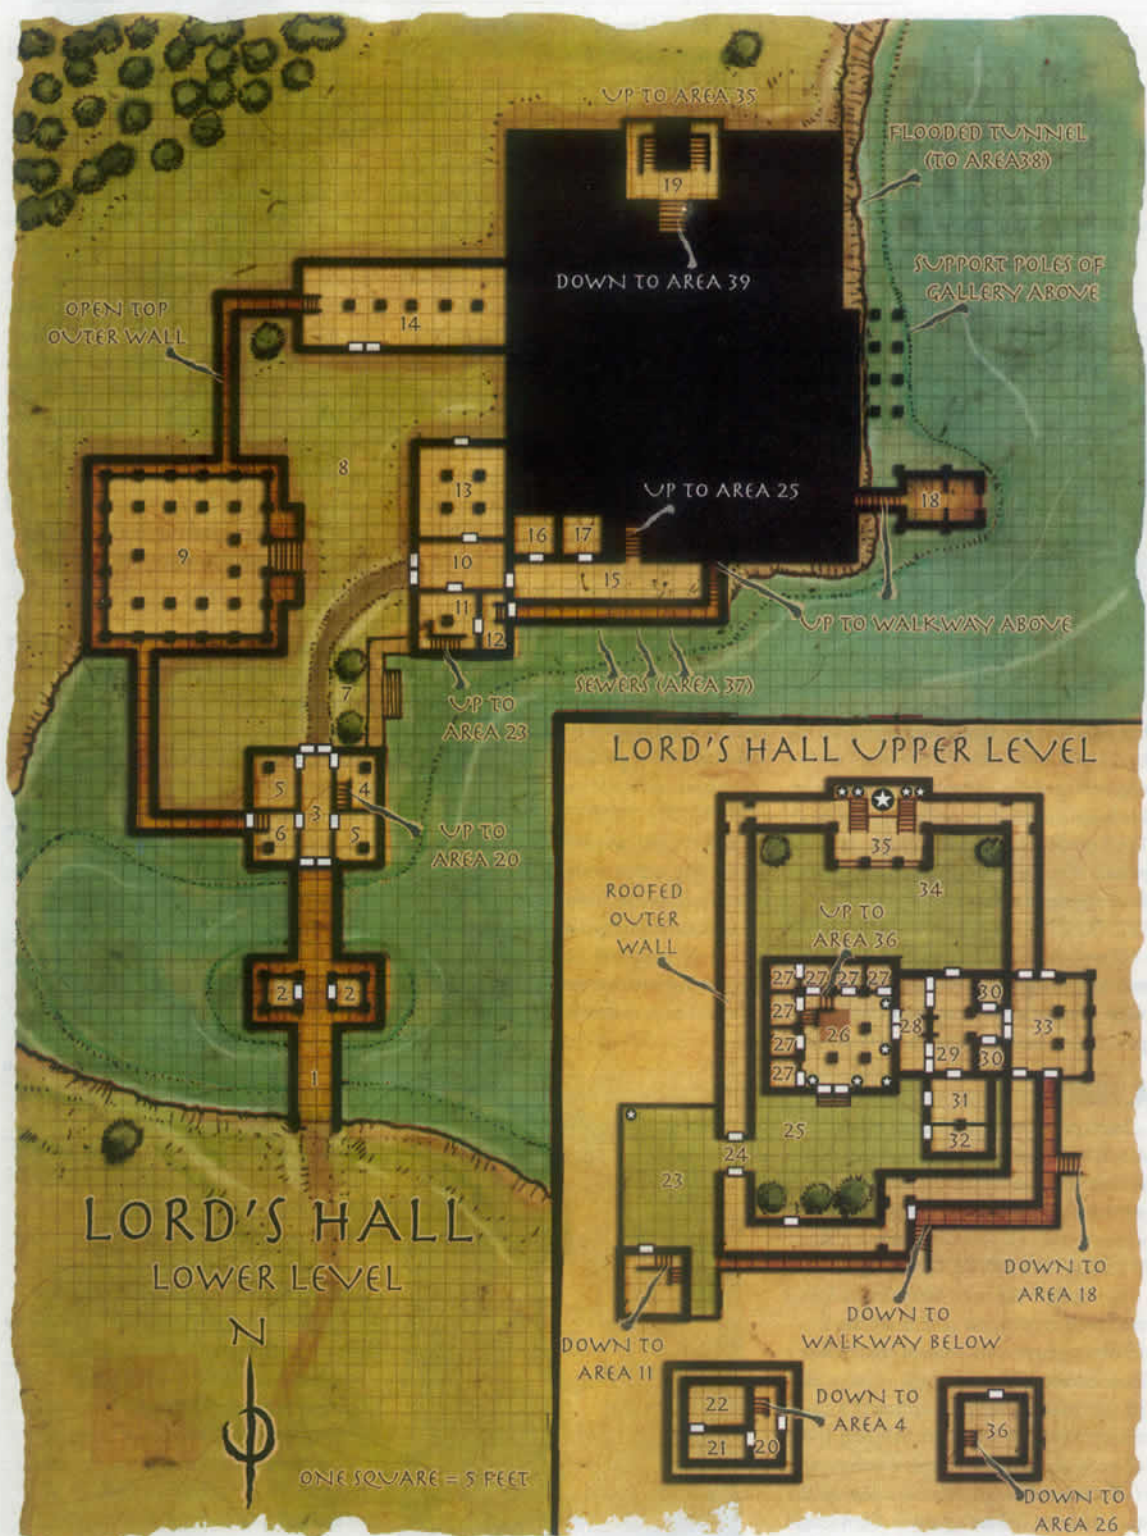 UP TO AREA 35
FLOODED TUNNEL
(TO AREA38)
19
DOWN TO AREA 39
SUPPORT POLES OF
GALLERY ABOVE
OPEN TOP
OUTER WALL
14
8
13
UP TO AREA 25
18
9
16
17
10
15
11
12
UP TO WALKWAY ABOVE
SEWERS (AREA 37)
7
UP TO
AREA 23
5
4
3
6
5
UP TO
AREA 20
2
2
1
LORD'S HALL
LOWER LEVEL
N
ONE SQUARE = 5 FEET
LORD'S HALL UPPER LEVEL
35
34
ROOFED
OUTER
WALL
UP TO
AREA 36
27
27
27
27
27
30
26
28
33
27
29
30
27
31
25
32
24
23
DOWN TO
AREA 18
DOWN TO
WALKWAY BELOW
DOWN TO
AREA 11
22
DOWN TO
AREA 4
21
20
36
DOWN TO
AREA 26